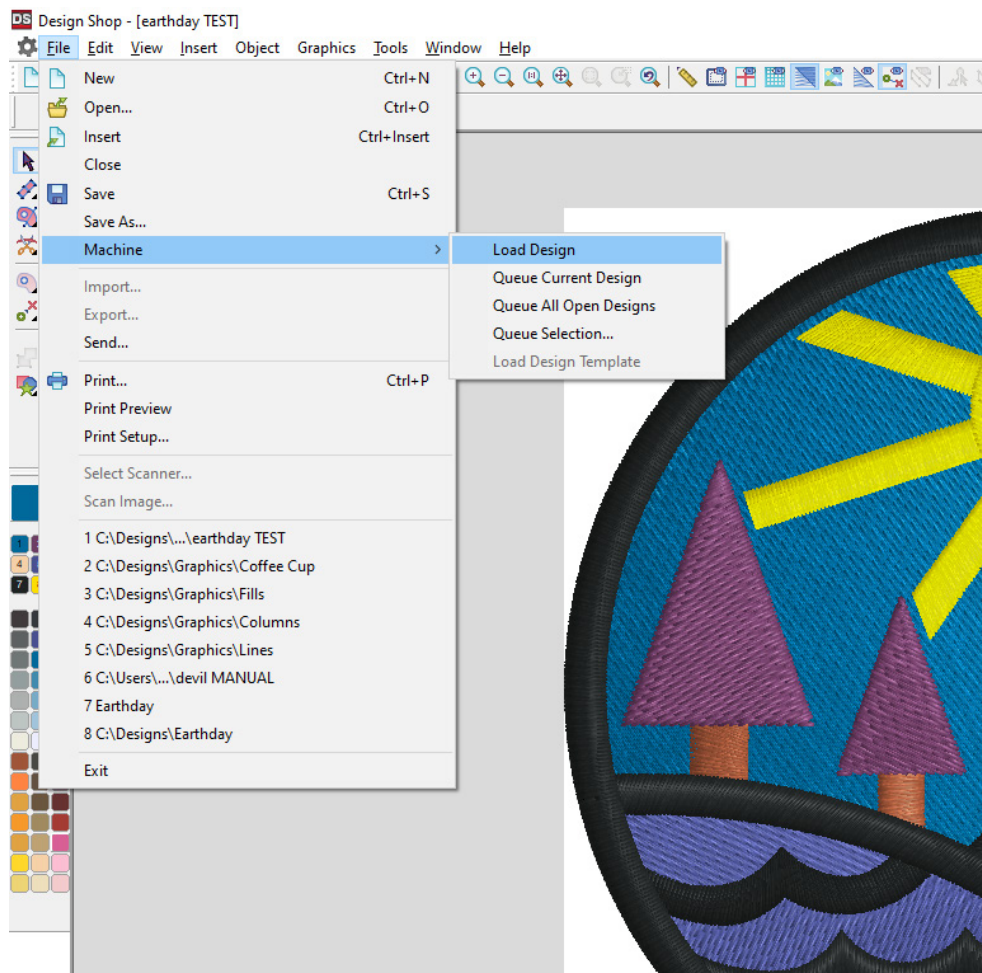 DS Design Shop - [earthday TEST]
File Edit View Insert Object Graphics Tools Window Help
New Ctrl+N
Open... Ctrl+O
Insert Ctrl+Insert
Close
Save Ctrl+S
Save As...
Machine >
Load Design
Queue Current Design
Queue All Open Designs
Queue Selection...
Load Design Template
Import...
Export...
Send...
Print... Ctrl+P
Print Preview
Print Setup...
Select Scanner...
Scan Image...
1 C:\Designs\...\earthday TEST
2 C:\Designs\Graphics\Coffee Cup
3 C:\Designs\Graphics\Fills
4 C:\Designs\Graphics\Columns
5 C:\Designs\Graphics\Lines
6 C:\Users\...\devil MANUAL
7 Earthday
8 C:\Designs\Earthday
Exit
1
4
7